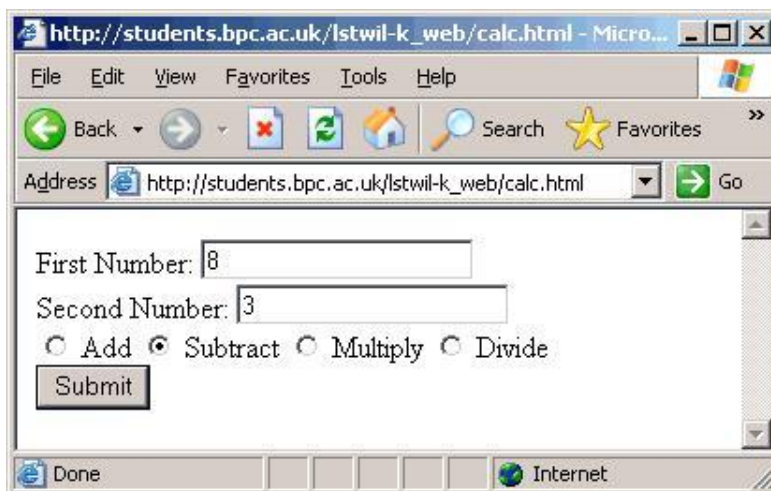 http://students.bpc.ac.uk/lstwil-k_web/calc.html - Micro...
File Edit View Favorites Tools Help
Back Search Favorites »
Address http://students.bpc.ac.uk/lstwil-k_web/calc.html Go
First Number: 8
Second Number: 3
Add Subtract Multiply Divide
Submit
Done Internet